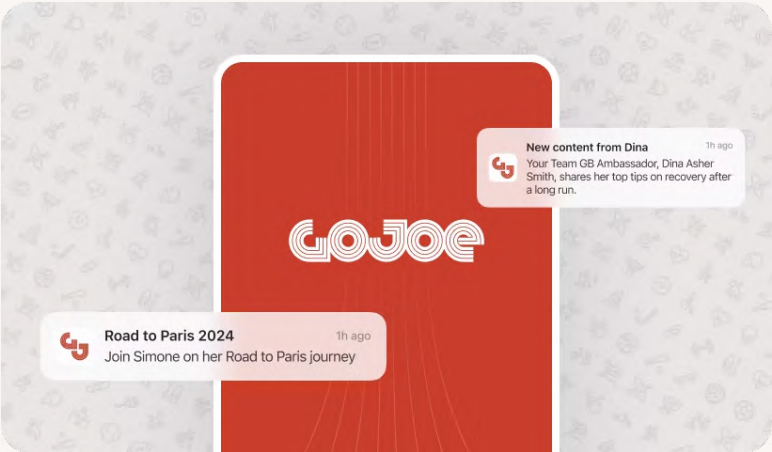 New content from Dina 1h ago
Your Team GB Ambassador, Dina Asher
Smith, shares her top tips on recovery after
a long run.
GOJOE
Road to Paris 2024 1h ago
Join Simone on her Road to Paris journey